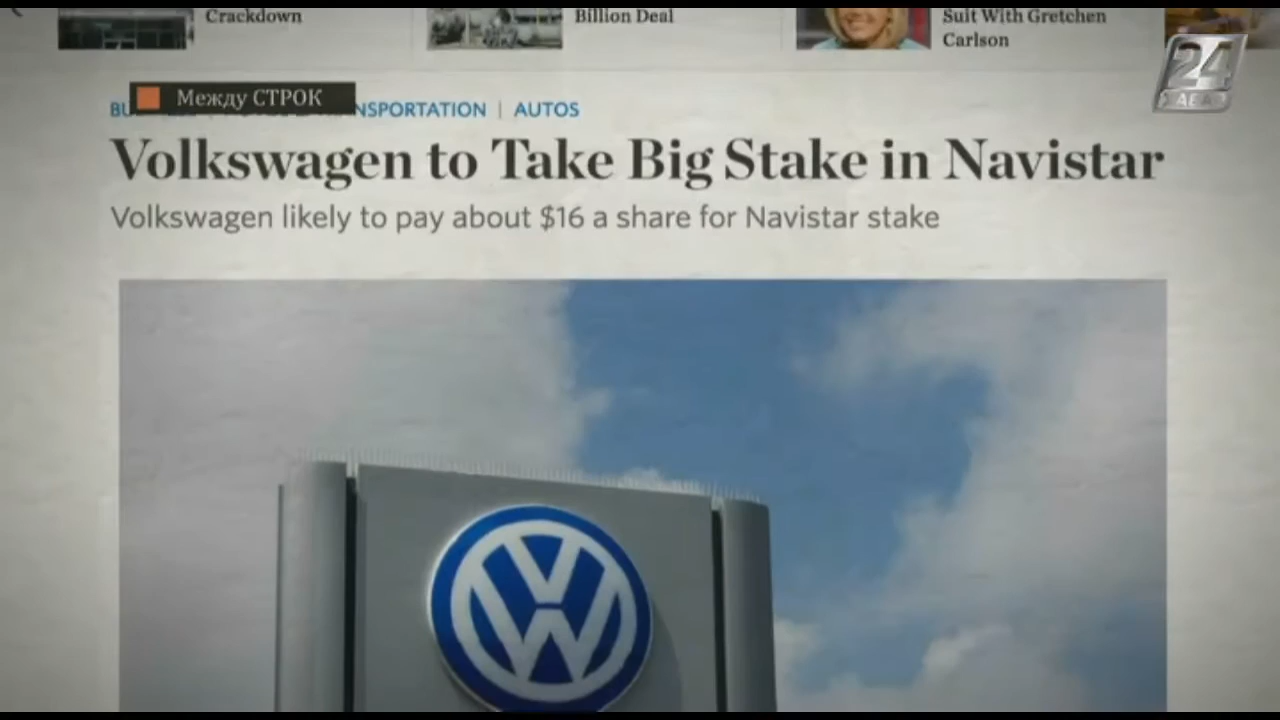 Crackdown
Billion Deal
Suit With Gretchen
Carlson
24
Между СТРОК
NSPORTATION | AUTOS
Volkswagen to Take Big Stake in Navistar
Volkswagen likely to pay about $16 a share for Navistar stake